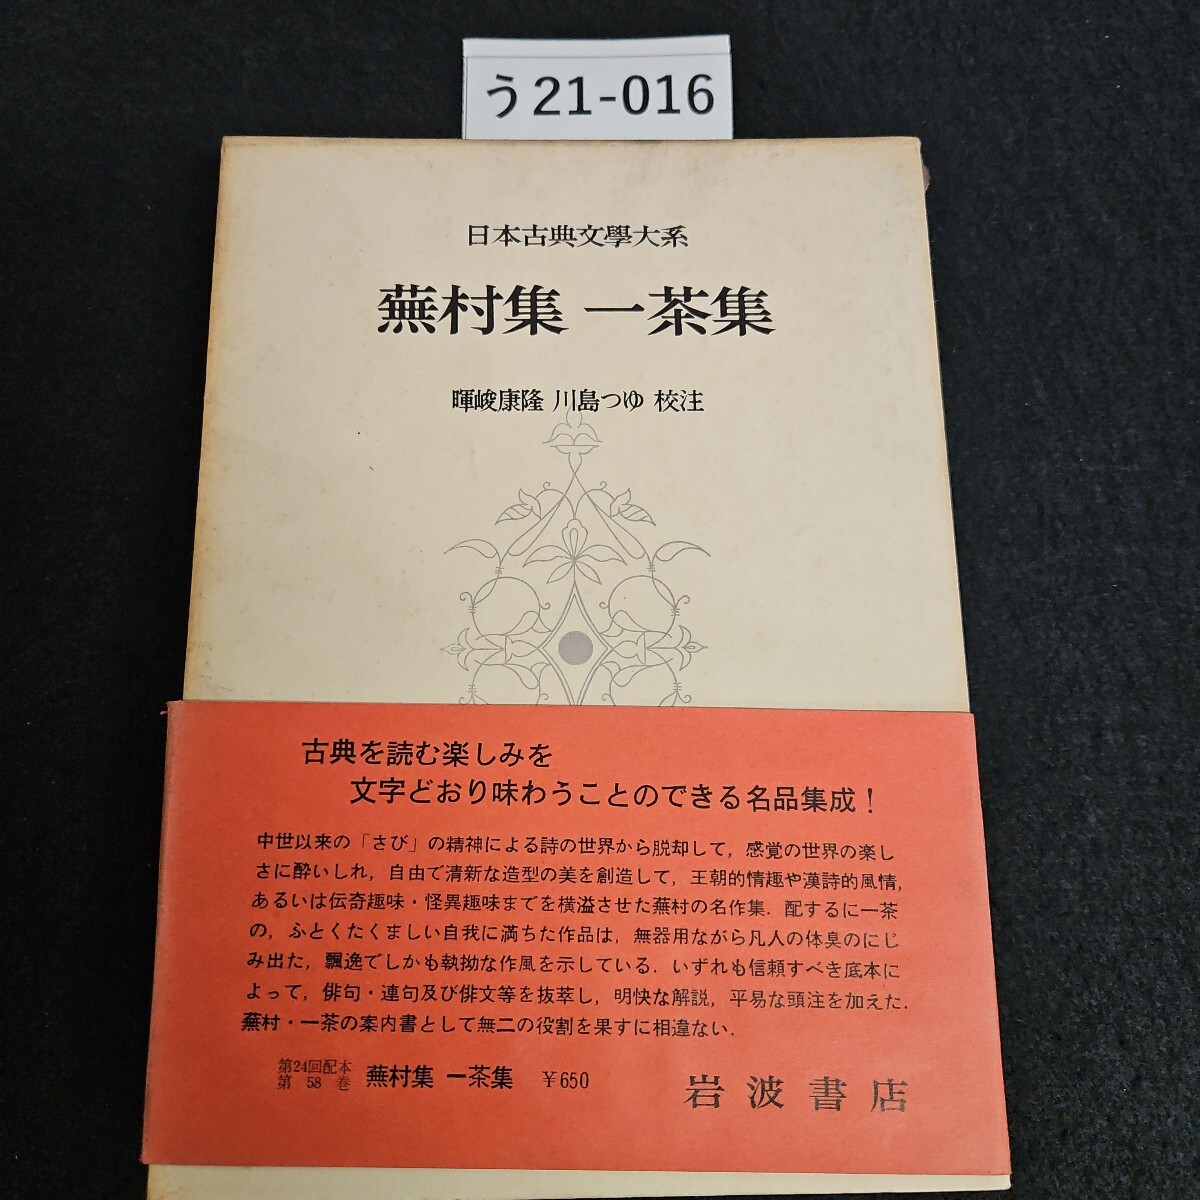 う21-016
日本古典文學大系
蕪村集 一茶集
暉峻康隆 川島つゆ 校注
古典を読む楽しみを
文字どおり味わうことのできる名品集成！
中世以来の「さび」の精神による詩の世界から脱却して，感覚の世界の楽し
さに酔いしれ，自由で清新な造型の美を創造して，王朝的情趣や漢詩的風情，
あるいは伝奇趣味・怪異趣味までを横溢させた蕪村の名作集．配するに一茶
の，ふとくたくましい自我に満ちた作品は，無器用ながら凡人の体臭のにじ
み出た，飄逸でしかも執拗な作風を示している．いずれも信頼すべき底本に
よって，俳句・連句及び俳文等を抜萃し，明快な解説，平易な頭注を加えた．
蕪村・一茶の案内書として無二の役割を果すに相違ない．
第24回配本
第 58 巻 蕪村集 一茶集 ￥650
岩波書店